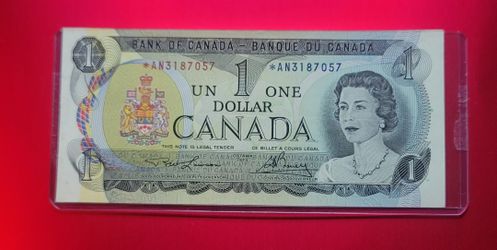 1 BANK OF CANADA – BANQUE DU CANADA 1
*AN3187057 1 *AN3187057
UN 1 ONE
DOLLAR
CANADA
THIS NOTE IS LEGAL TENDER CE BILLET A COURS LÉGAL
1 1